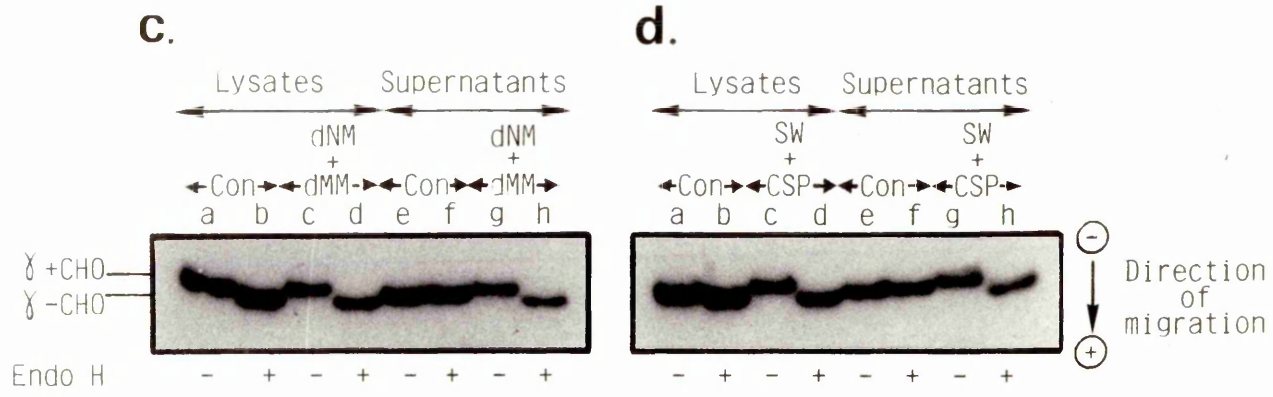 c.
Lysates Supernatants
dNM dNM
+ +
Con dMM Con dMM
a b c d e f g h
ɣ +CHO
ɣ -CHO
Endo H - + - + - + - +
d.
Lysates Supernatants
SW SW
+ +
Con CSP Con CSP
a b c d e f g h
- + - + - + - +
-
Direction
of
migration
+